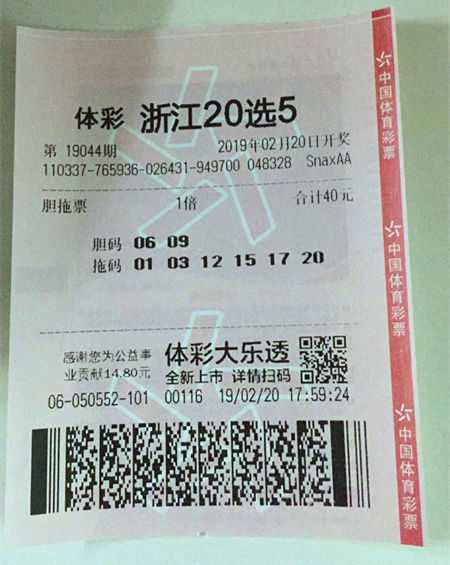 体彩 浙江20选5
第 19044期 2019年02月20日开奖
110337-765936-026431-949700 048328 SnaxAA
胆拖票 1倍 合计40元
胆码 06 09
拖码 01 03 12 15 17 20
感谢您为公益事
业贡献14.80元
体彩大乐透
全新上市 详情扫码
06-050552-101 00116 19/02/20 17:59:24
中国体育彩票
中国体育彩票
中国体育彩票